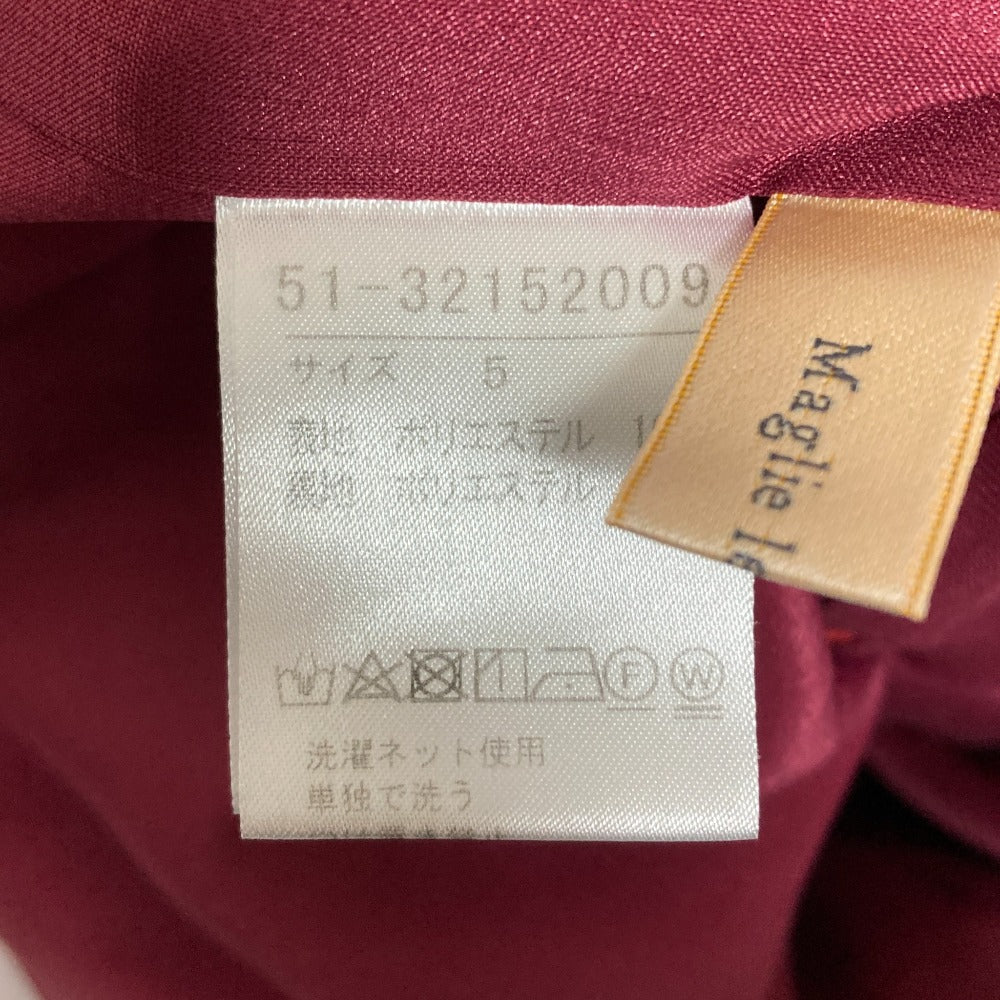 51-32152009
サイズ 5
表地 ポリエステル
裏地 ポリエステル
洗濯ネット使用
単独で洗う
Maglie
F
W